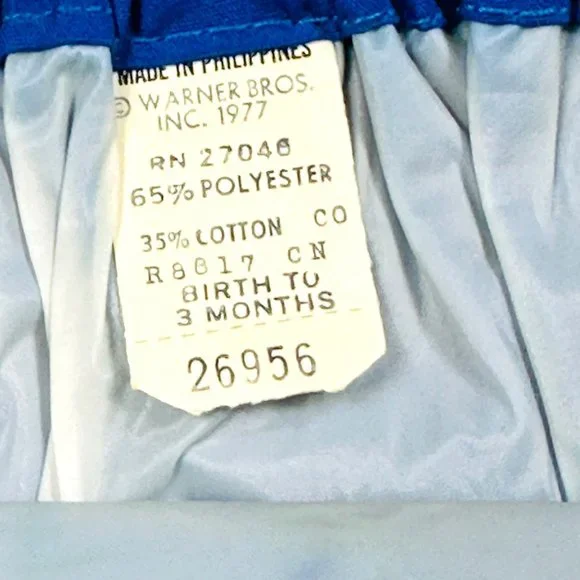 MADE IN PHILIPPINES
© WARNER BROS.
INC. 1977
RN 27046
65% POLYESTER
35% COTTON CO
R8817 CN
BIRTH TO
3 MONTHS
26956